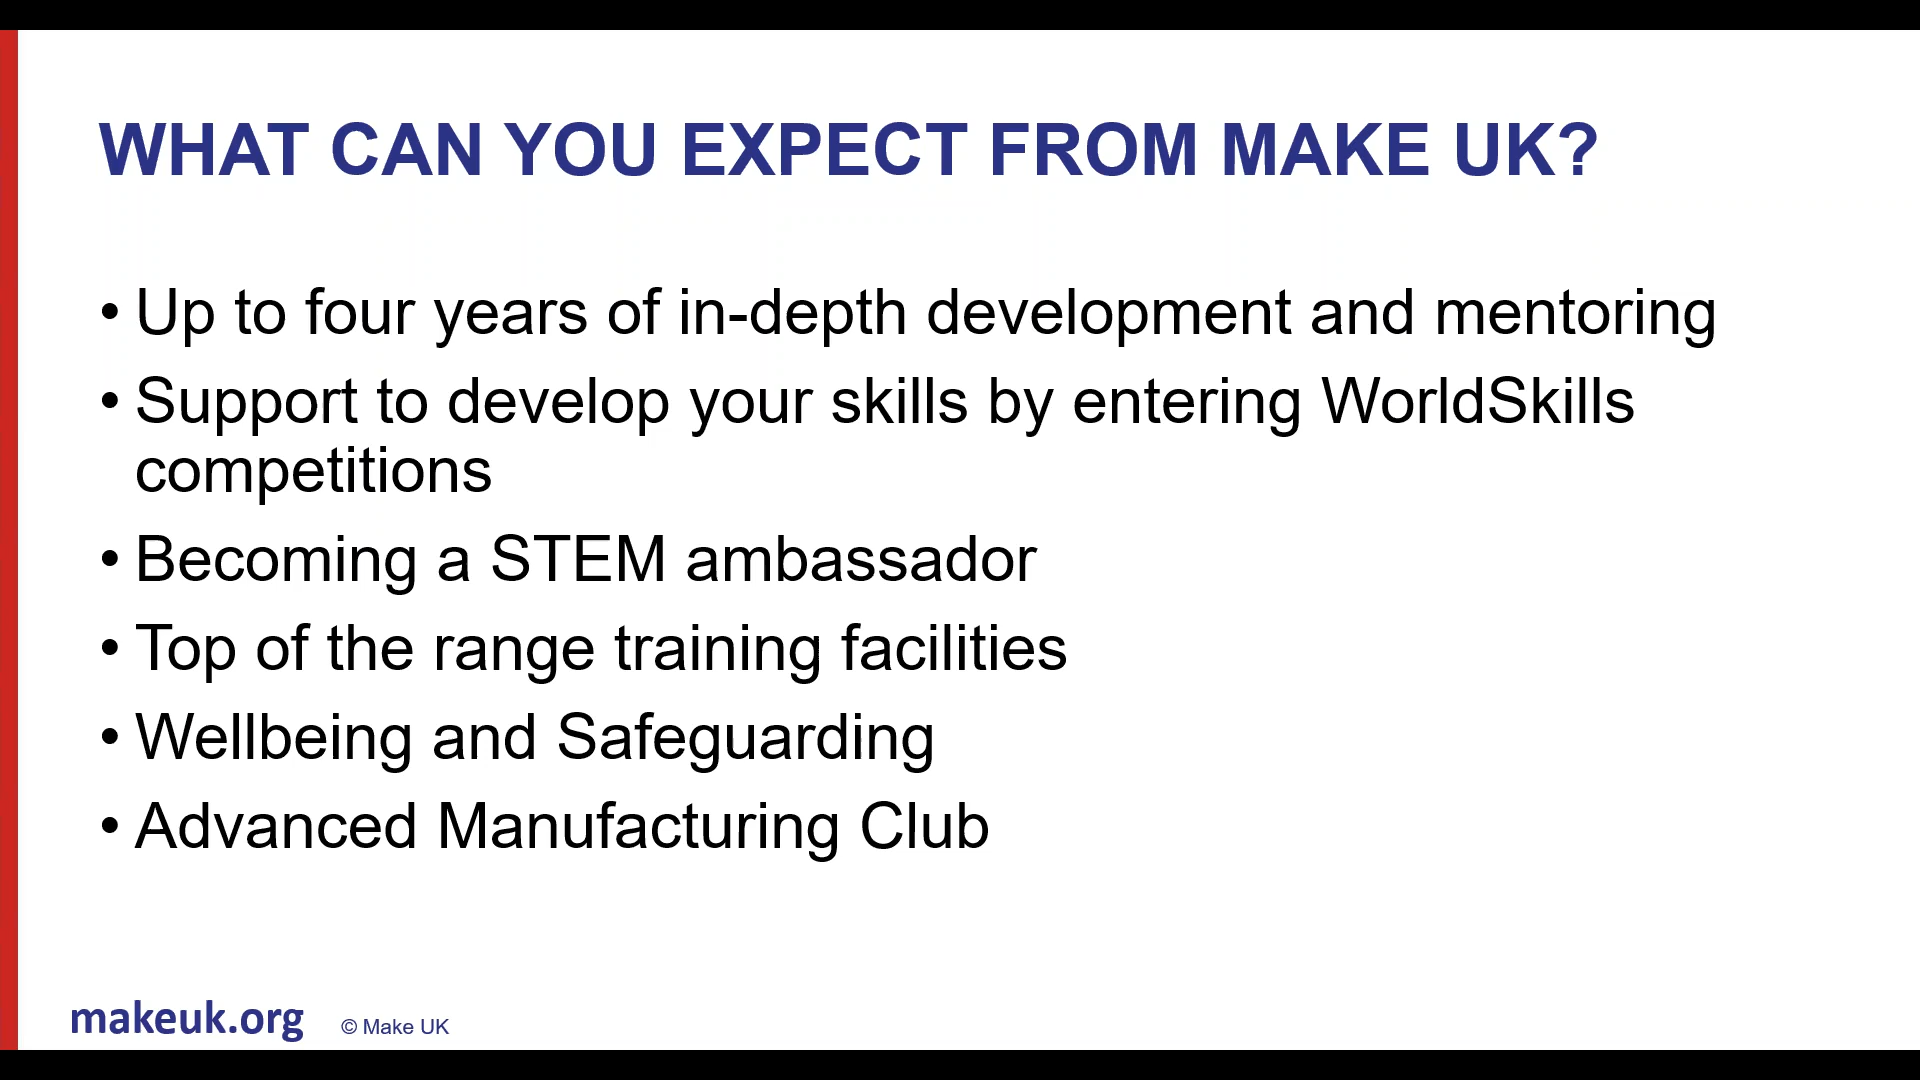 WHAT CAN YOU EXPECT FROM MAKE UK?
• Up to four years of in-depth development and mentoring
• Support to develop your skills by entering WorldSkills
competitions
• Becoming a STEM ambassador
• Top of the range training facilities
• Wellbeing and Safeguarding
• Advanced Manufacturing Club
makeuk.org © Make UK